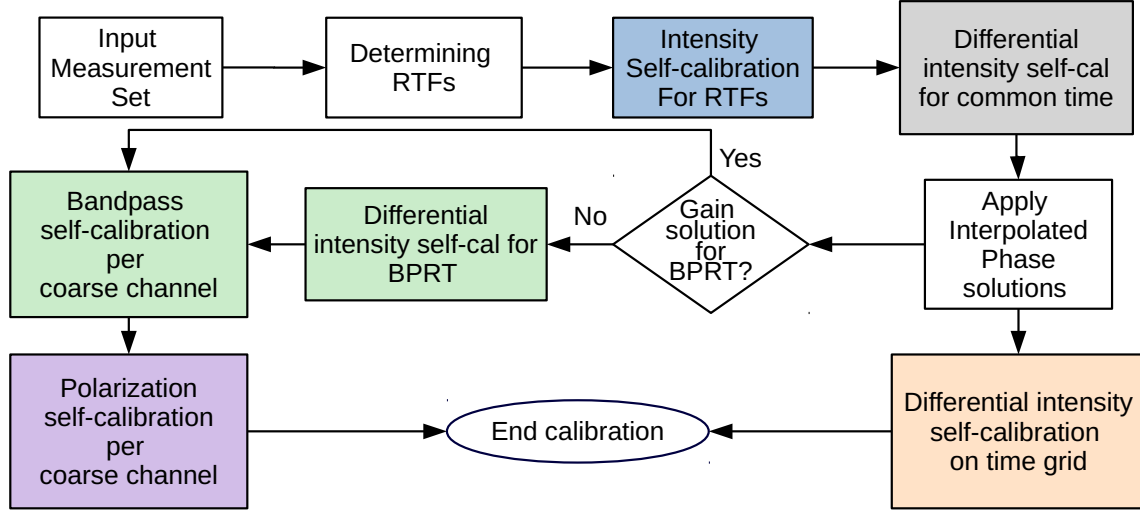 Input
Measurement
Set
Determining
RTFs
Intensity
Self-calibration
For RTFs
Differential
intensity self-cal
for common time
Yes
Bandpass
self-calibration
per
coarse channel
Differential
intensity self-cal for
BPRT
No
Gain
solution
for
BPRT?
Apply
Interpolated
Phase
solutions
Polarization
self-calibration
per
coarse channel
End calibration
Differential intensity
self-calibration
on time grid